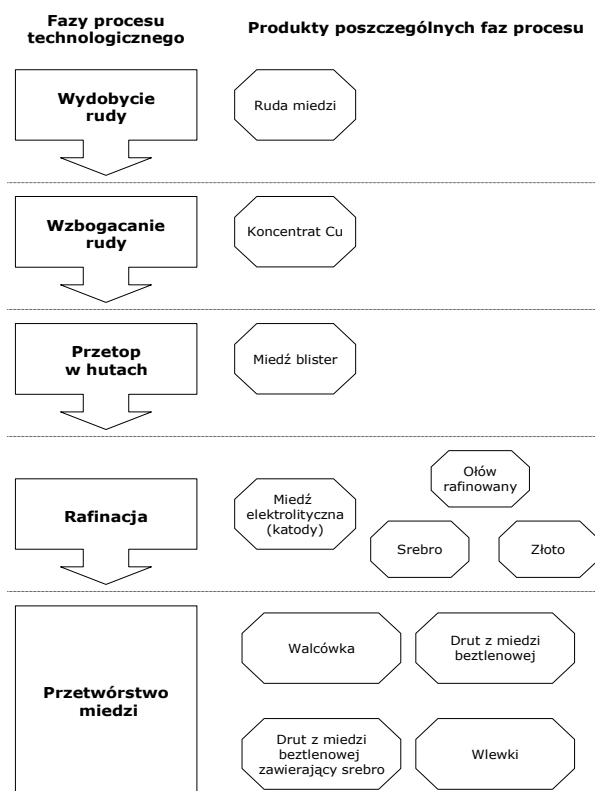 Fazy procesu
technologicznego
Produkty poszczególnych faz procesu
Wydobycie
rudy
Ruda miedzi
Wzbogacanie
rudy
Koncentrat Cu
Przetop
w hutach
Miedź blister
Rafinacja
Miedź
elektrolityczna
(katody)
Ołów
rafinowany
Srebro
Złoto
Przetwórstwo
miedzi
Walcówka
Drut z miedzi
beztlenowej
Drut z miedzi
beztlenowej
zawierający srebro
Wlewki